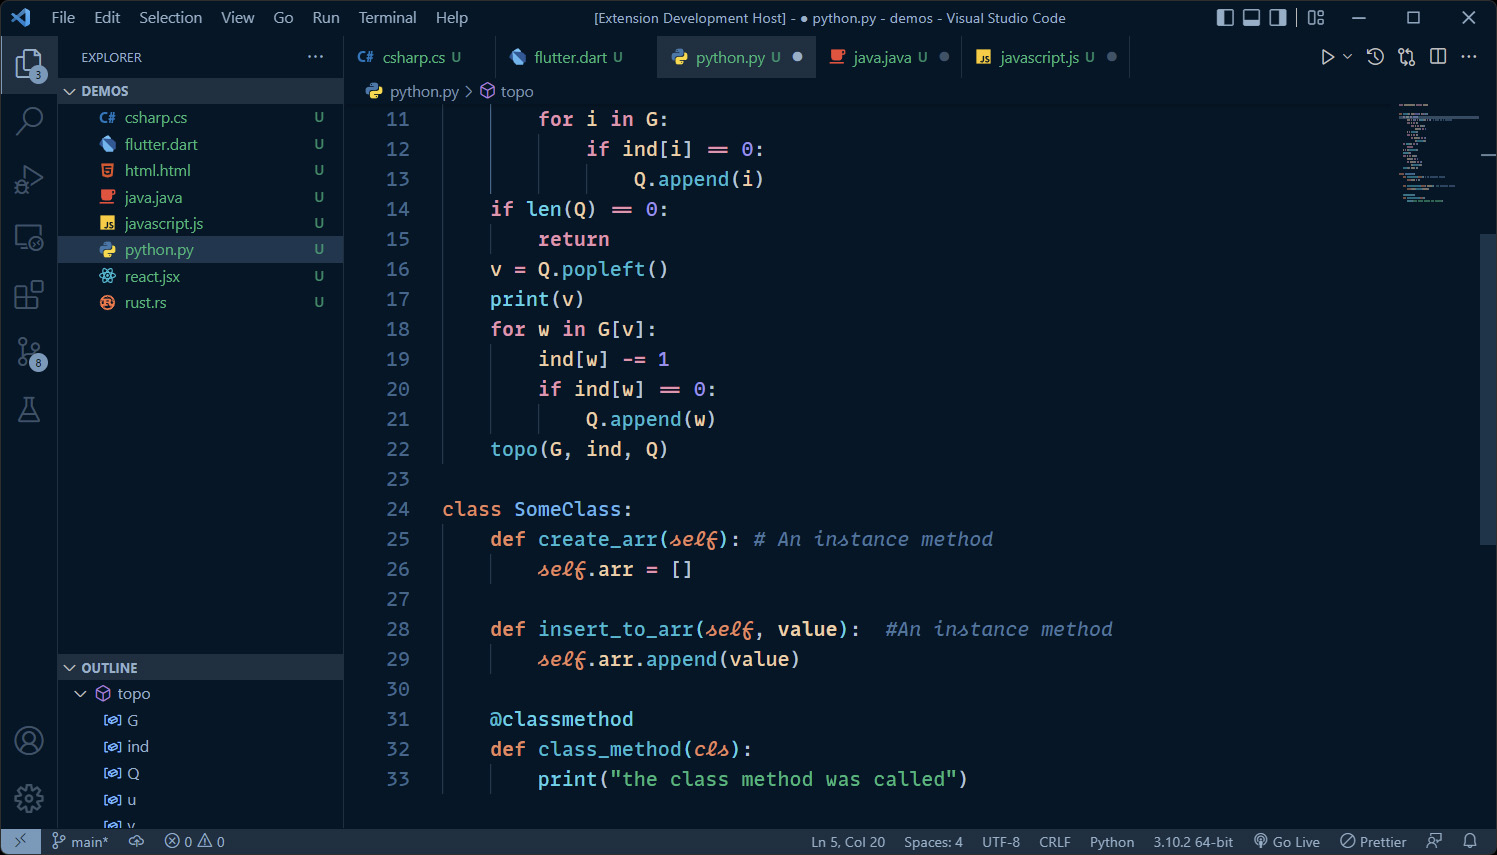 File Edit Selection View Go Run Terminal Help
[Extension Development Host] - ● python.py - demos - Visual Studio Code
EXPLORER ···
3
DEMOS
C# csharp.cs U
flutter.dart U
html.html U
java.java U
JS javascript.js U
python.py U
react.jsx U
rust.rs U
8
OUTLINE
topo
G
ind
Q
u
v
C# csharp.cs U
flutter.dart U
python.py U ●
java.java U ●
JS javascript.js U ●
python.py > topo
11 for i in G:
12 if ind[i] == 0:
13 Q.append(i)
14 if len(Q) == 0:
15 return
16 v = Q.popleft()
17 print(v)
18 for w in G[v]:
19 ind[w] -= 1
20 if ind[w] == 0:
21 Q.append(w)
22 topo(G, ind, Q)
23
24 class SomeClass:
25 def create_arr(self): # An instance method
26 self.arr = []
27
28 def insert_to_arr(self, value):  #An instance method
29 self.arr.append(value)
30
31 @classmethod
32 def class_method(cls):
33 print("the class method was called")
main* 0 0
Ln 5, Col 20 Spaces: 4 UTF-8 CRLF Python 3.10.2 64-bit Go Live Prettier